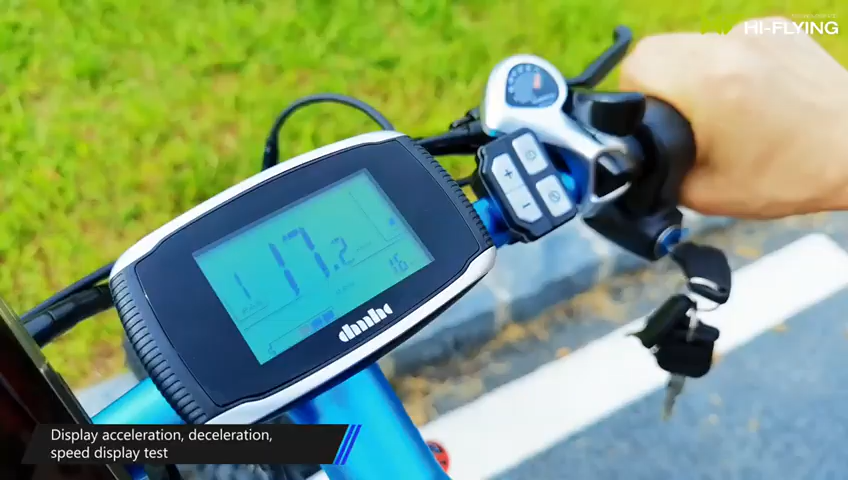 HI-FLYING
1
17.2
16
+
-
dmhc
Display acceleration, deceleration,
speed display test